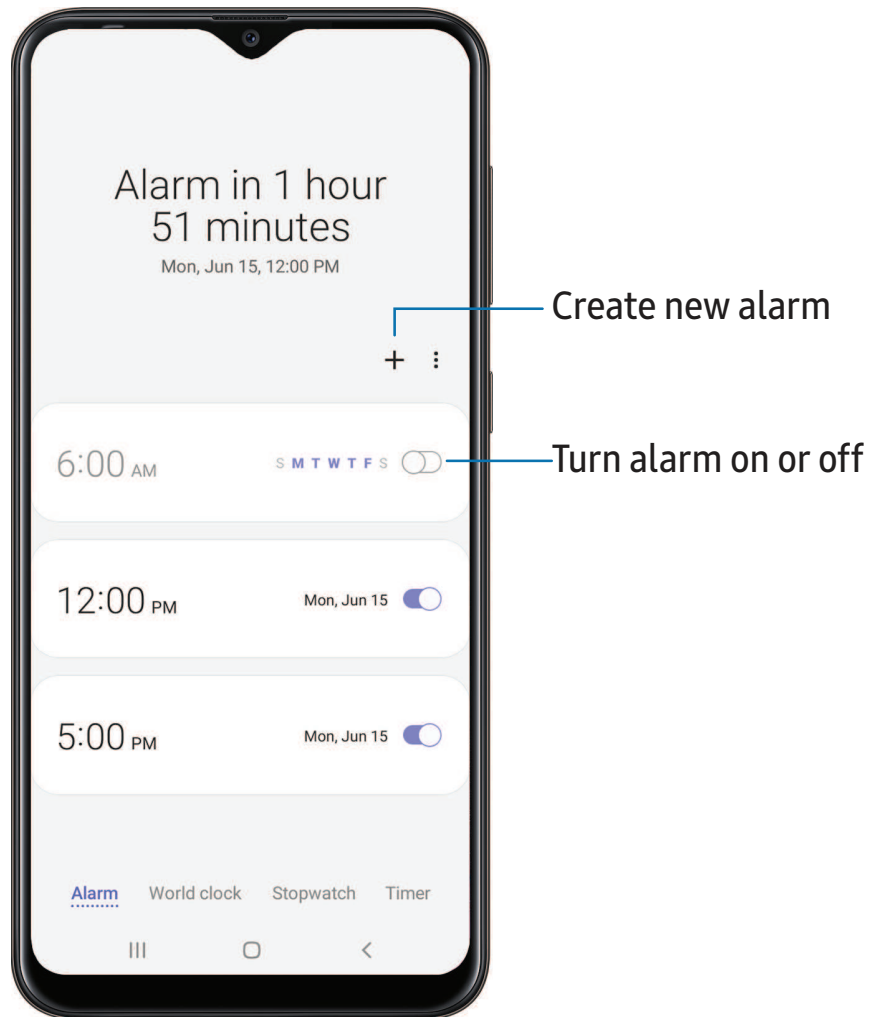 Alarm in 1 hour
51 minutes
Mon, Jun 15, 12:00 PM
Create new alarm
+
6:00 AM S M T W T F S
Turn alarm on or off
12:00 PM Mon, Jun 15
5:00 PM Mon, Jun 15
Alarm World clock Stopwatch Timer